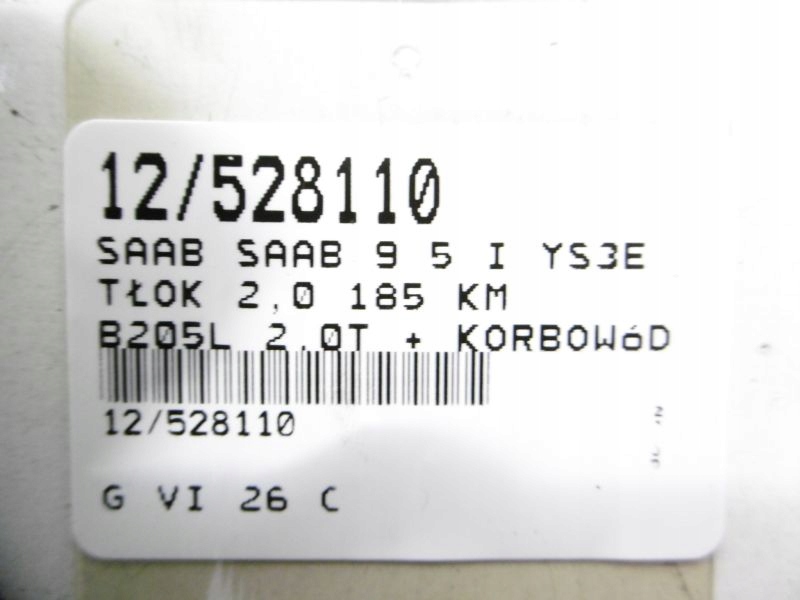 12/528110
SAAB SAAB 9 5 I YS3E
TŁOK 2,0 185 KM
B205L 2.0T + KORBOWóD
12/528110
G VI 26 C